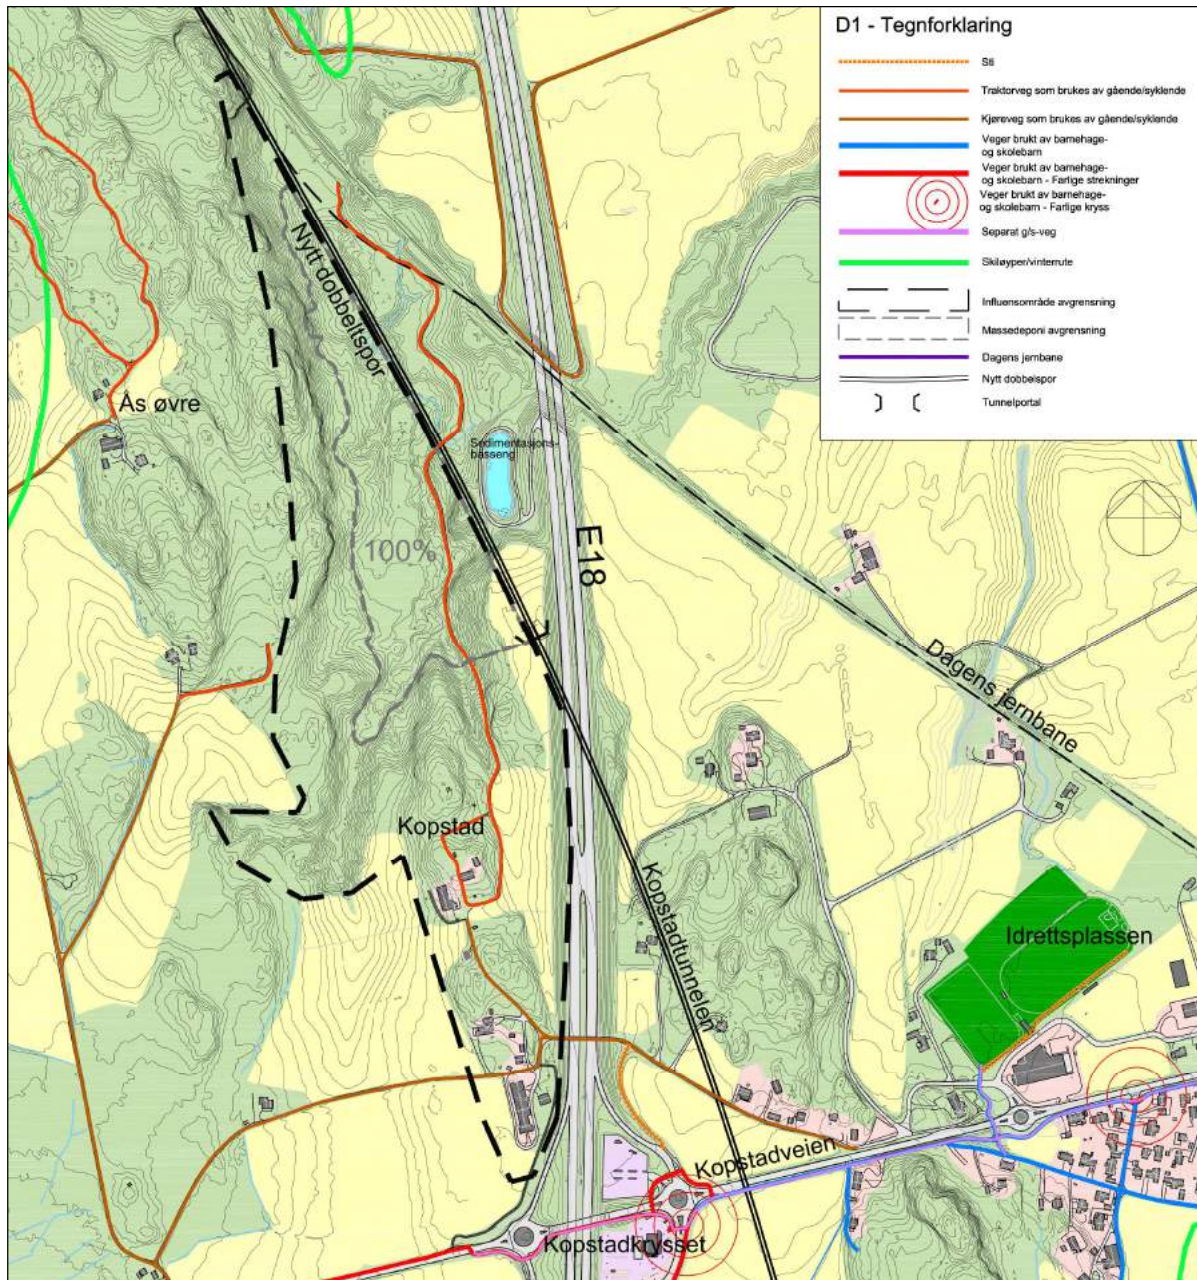 D1 - Tegnforklaring
Sti
Traktorveg som brukes av gående/syklende
Kjøreveg som brukes av gående/syklende
Veger brukt av barnehage-
og skolebarn
Veger brukt av barnehage-
og skolebarn - Farlige strekninger
Veger brukt av barnehage-
og skolebarn - Farlige kryss
Separat g/s-veg
Skiløyper/vinterrute
Influensområde avgrensning
Massedeponi avgrensning
Dagens jernbane
Nytt dobbelspor
Tunnelportal
Nytt dobbeltspor
Ås øvre
Sedimentasjons-
basseng
100%
E18
Dagens jernbane
Kopstad
Kopstadtunnelen
Idrettsplassen
Kopstadveien
Kopstadkrysset